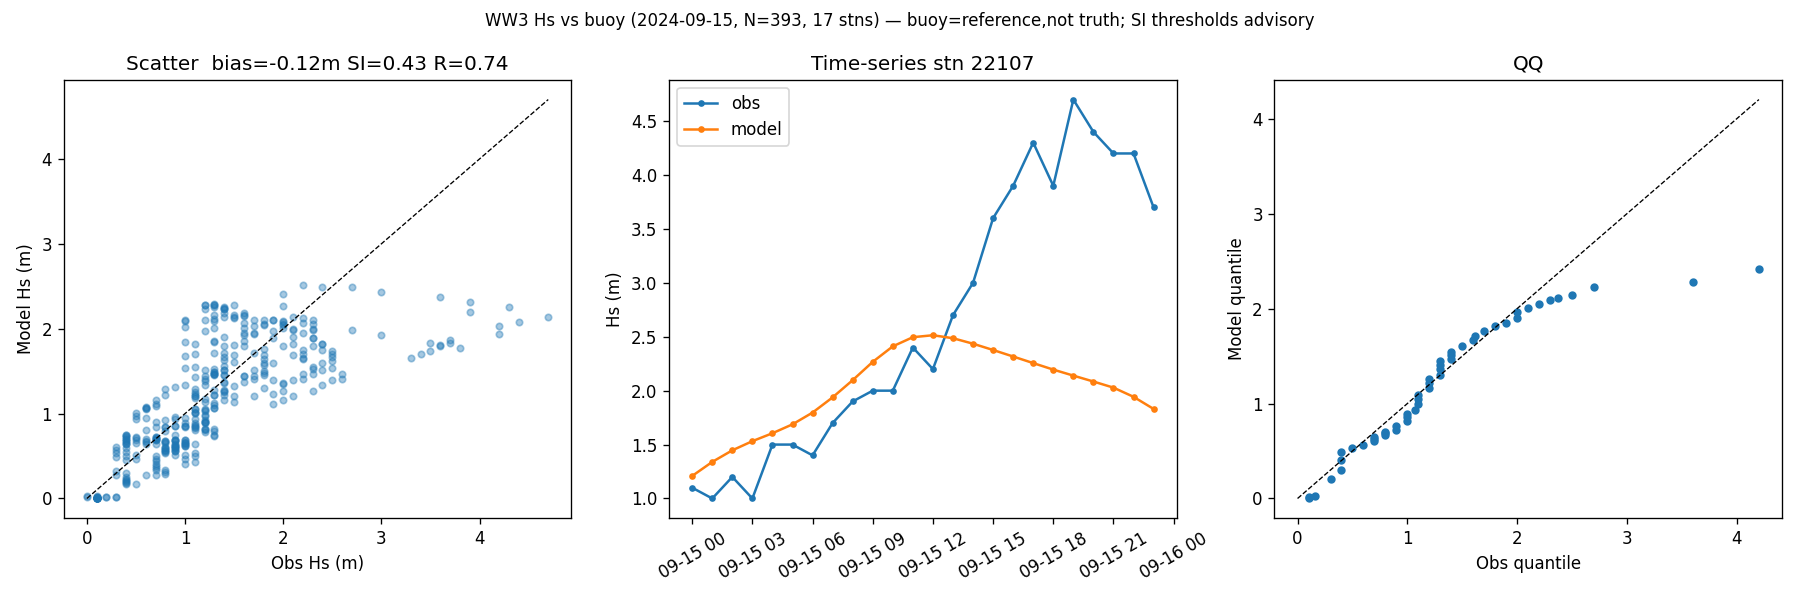 WW3 Hs vs buoy (2024-09-15, N=393, 17 stns) — buoy=reference,not truth; SI thresholds advisory
Scatter  bias=-0.12m SI=0.43 R=0.74
Model Hs (m)
4
3
2
1
0
0 1 2 3 4
Obs Hs (m)
Time-series stn 22107
obs
model
Hs (m)
4.5
4.0
3.5
3.0
2.5
2.0
1.5
1.0
09-15 00 09-15 03 09-15 06 09-15 09 09-15 12 09-15 15 09-15 18 09-15 21 09-16 00
QQ
Model quantile
4
3
2
1
0
0 1 2 3 4
Obs quantile